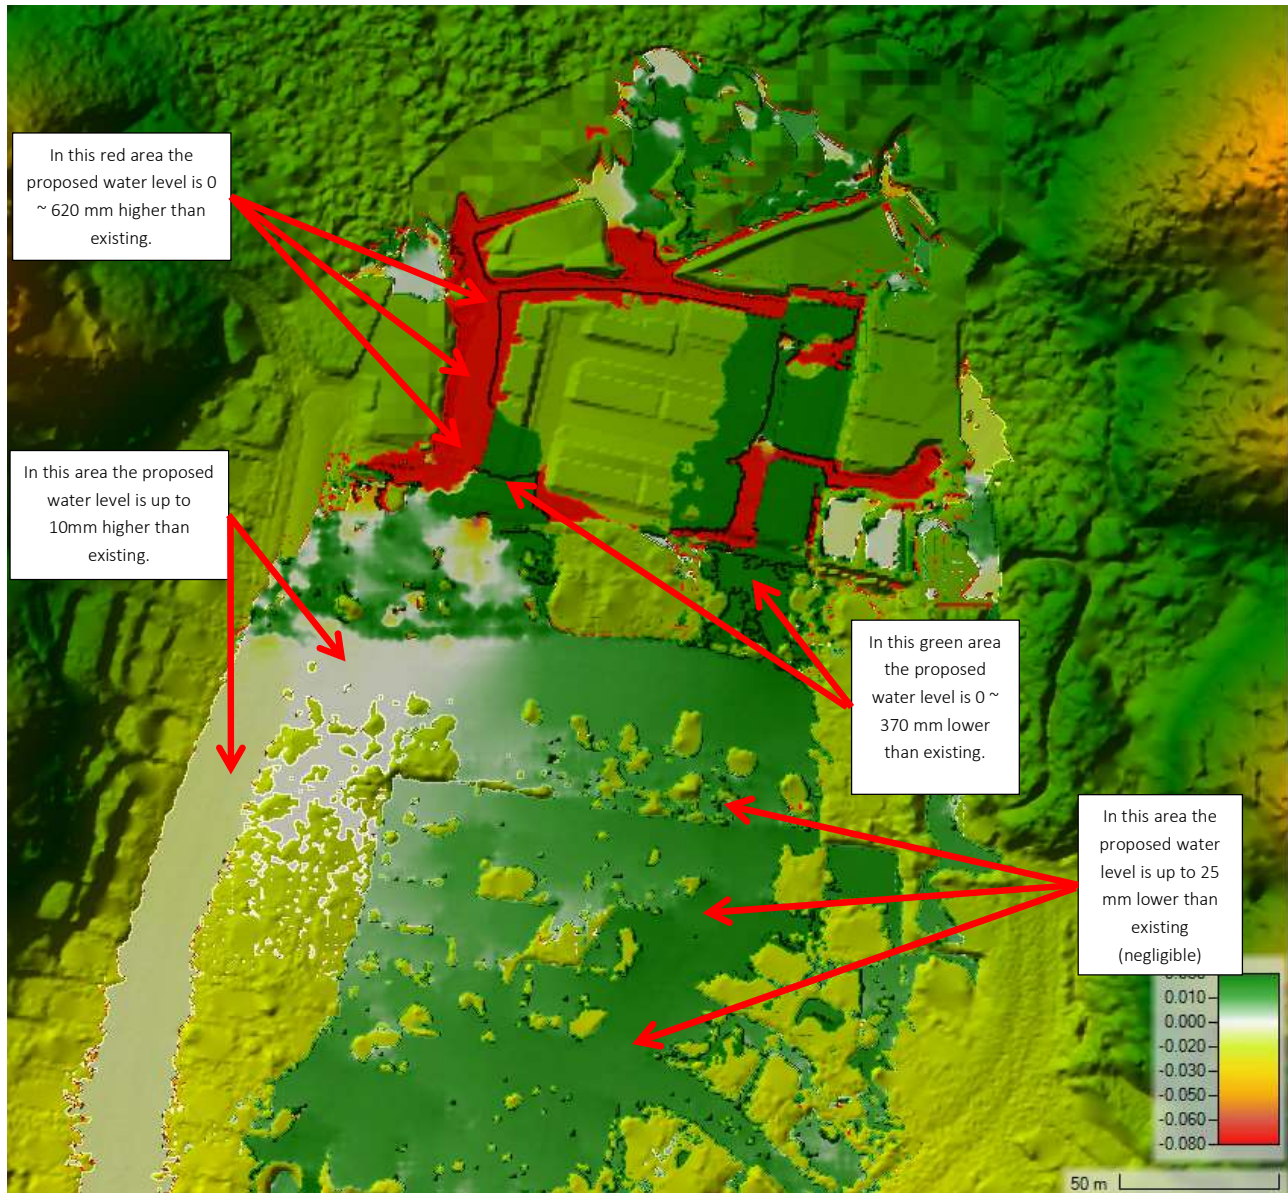 In this red area the
proposed water level is 0
~ 620 mm higher than
existing.
In this area the proposed
water level is up to
10mm higher than
existing.
In this green area
the proposed
water level is 0 ~
370 mm lower
than existing.
In this area the
proposed water
level is up to 25
mm lower than
existing
(negligible)
0.010
0.000
-0.020
-0.030
-0.050
-0.060
-0.080
50 m